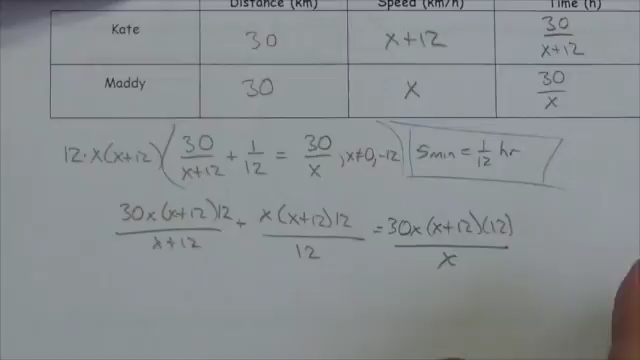 Distance (km) Speed (km/h) Time (h)
Kate 30 x+12 30/(x+12)
Maddy 30 x 30/x
12·x(x+12)(30/(x+12) + 1/12 = 30/x , x≠0,-12) 5min = 1/12 hr
30x(x+12)12/(x+12) + x(x+12)12/12 = 30x(x+12)(12)/x